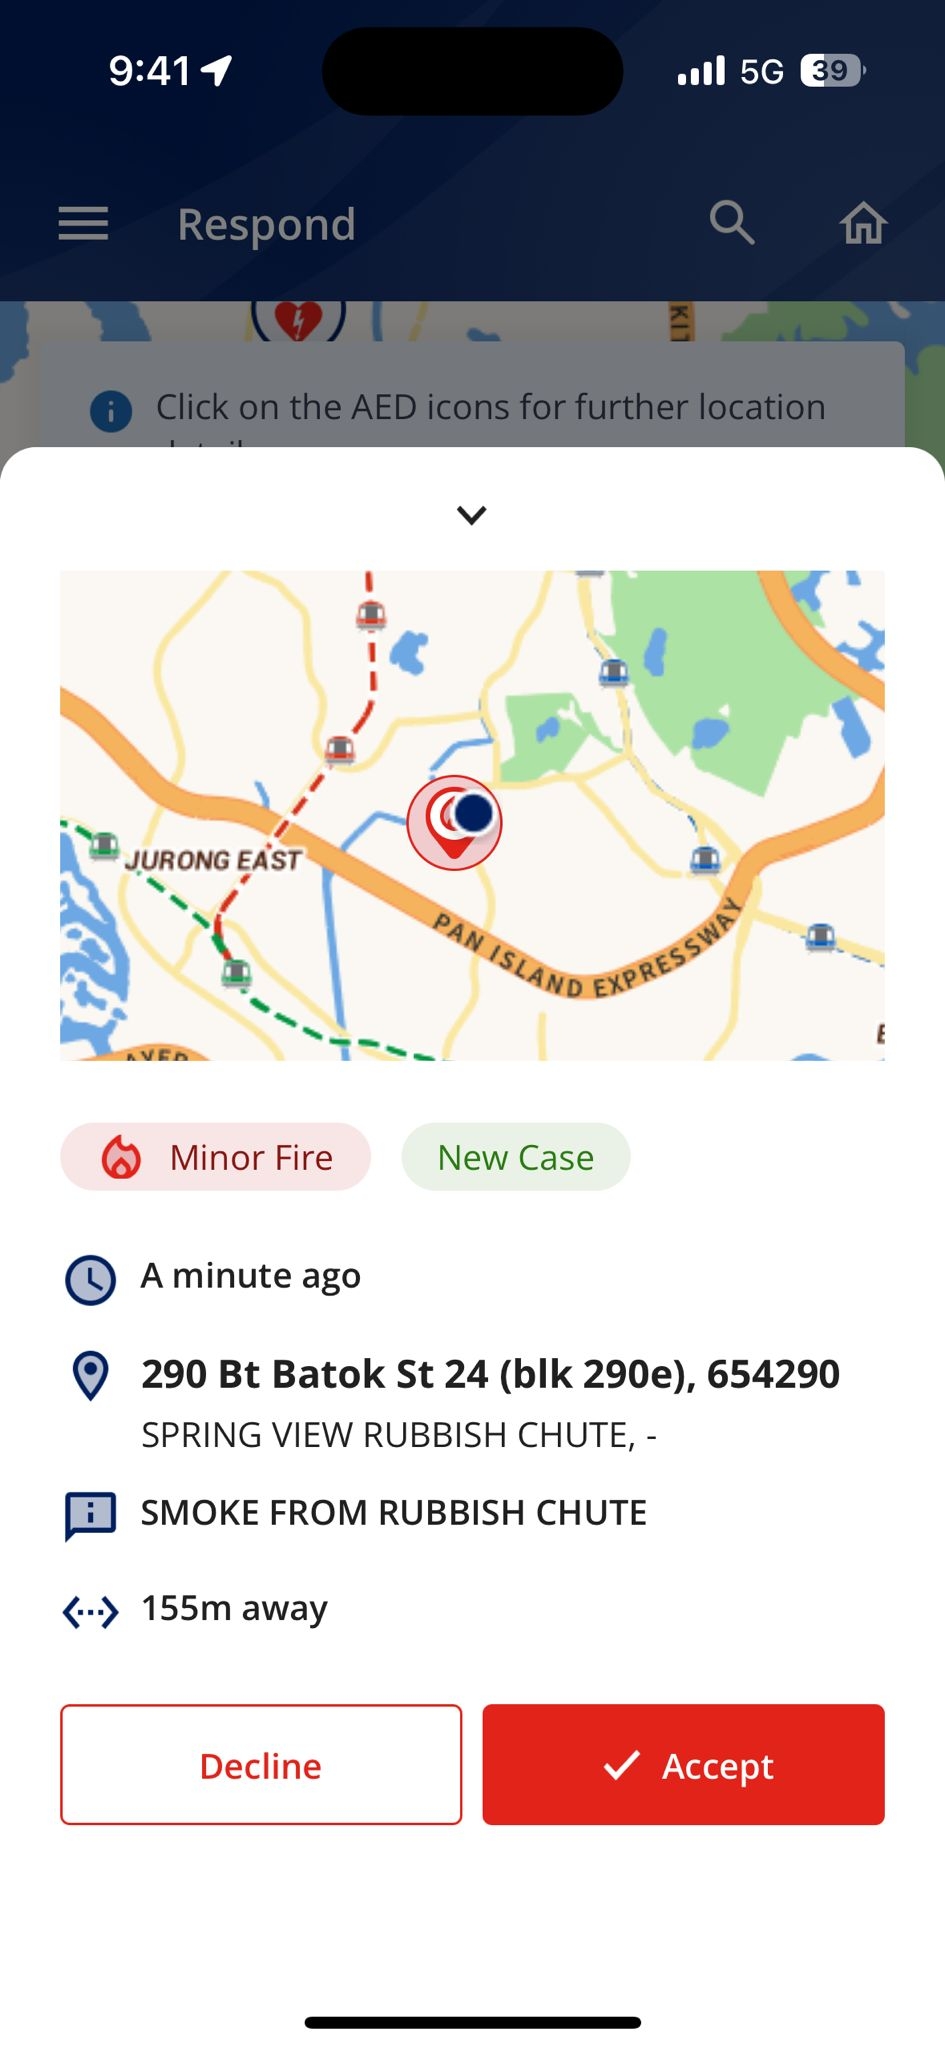 9:41
5G 39
Respond
KIT
Click on the AED icons for further location
JURONG EAST
PAN ISLAND EXPRESSWAY
AYER
Minor Fire
New Case
A minute ago
290 Bt Batok St 24 (blk 290e), 654290
SPRING VIEW RUBBISH CHUTE, -
SMOKE FROM RUBBISH CHUTE
155m away
Decline
Accept